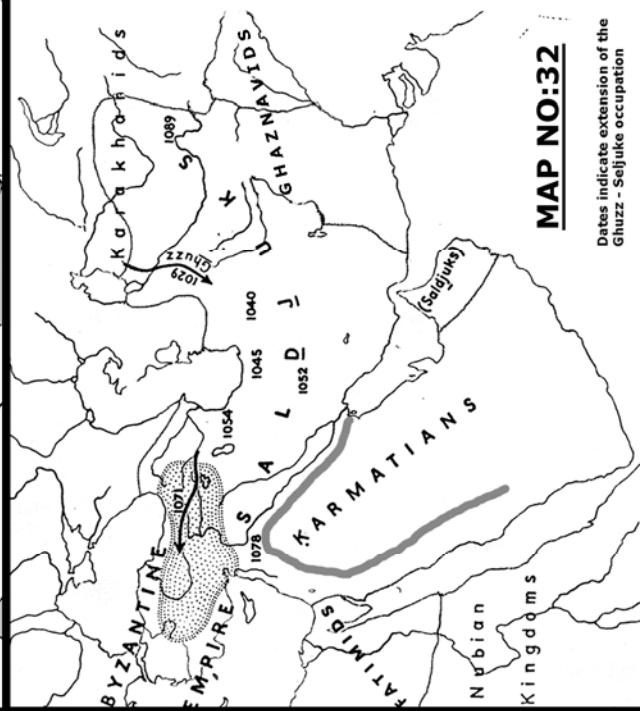 MAP NO:32
Dates indicate extension of the
Ghuzz - Seljuke occupation
Karakhanids
GHAZNAVIDS
SALDJUKS
1089
1029
Ghuzz
1040
1045
1052
1054
1071
1078
(Saldjuks)
BYZANTINE
EMPIRE
KARMATIANS
FATIMIDS
Nubian
Kingdoms